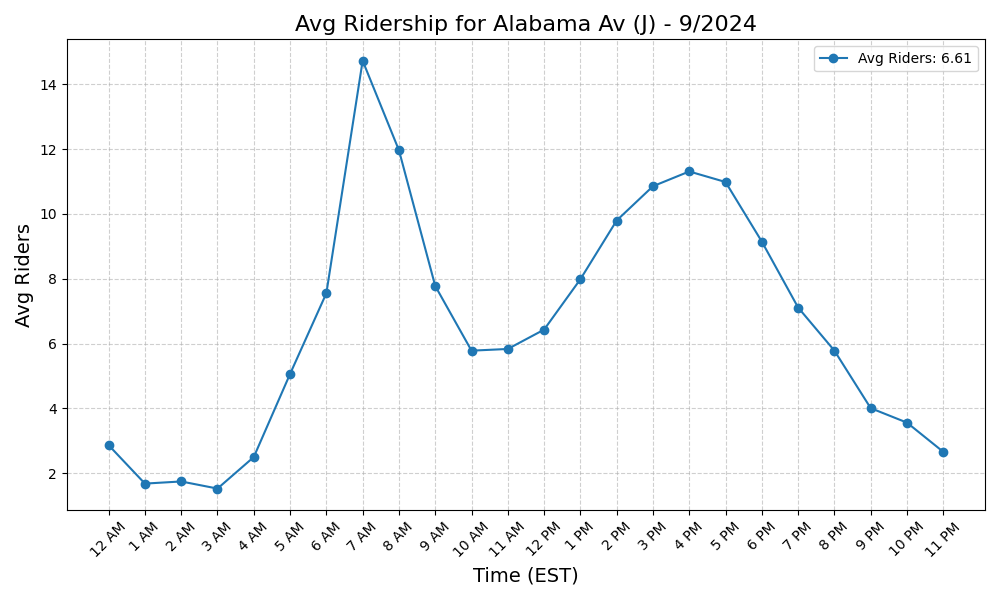 Avg Ridership for Alabama Av (J) - 9/2024
Avg Riders: 6.61
Avg Riders
14
12
10
8
6
4
2
12 AM
1 AM
2 AM
3 AM
4 AM
5 AM
6 AM
7 AM
8 AM
9 AM
10 AM
11 AM
12 PM
1 PM
2 PM
3 PM
4 PM
5 PM
6 PM
7 PM
8 PM
9 PM
10 PM
11 PM
Time (EST)